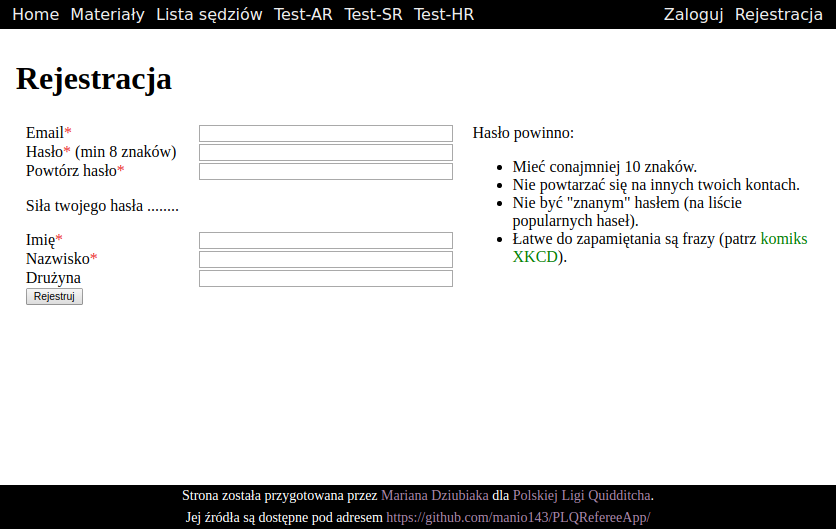 Home Materiały Lista sędziów Test-AR Test-SR Test-HR Zaloguj Rejestracja
Rejestracja
Email*
Hasło* (min 8 znaków)
Powtórz hasło*
Siła twojego hasła ........
Imię*
Nazwisko*
Drużyna
Rejestruj
Hasło powinno:
Mieć conajmniej 10 znaków.
Nie powtarzać się na innych twoich kontach.
Nie być "znanym" hasłem (na liście
popularnych haseł).
Łatwe do zapamiętania są frazy (patrz komiks
XKCD).
Strona została przygotowana przez Mariana Dziubiaka dla Polskiej Ligi Quidditcha.
Jej źródła są dostępne pod adresem https://github.com/manio143/PLQRefereeApp/